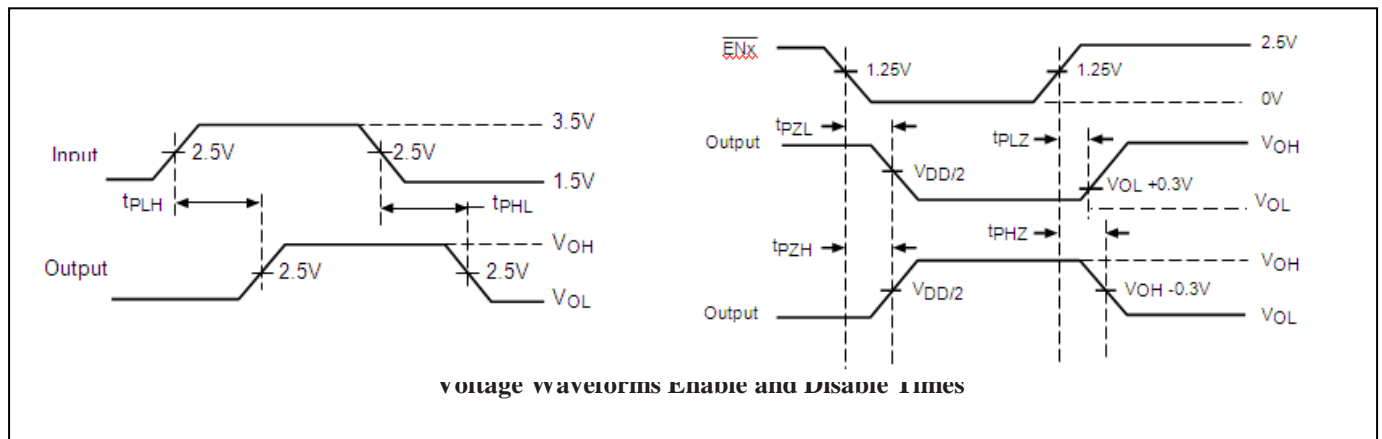 Input
2.5V
2.5V
3.5V
1.5V
tPLH
tPHL
Output
2.5V
2.5V
VOH
VOL
ENx
1.25V
1.25V
2.5V
0V
Output
tPZL
VDD/2
tPLZ
VOL +0.3V
VOH
VOL
tPZH
Output
VDD/2
tPHZ
VOH -0.3V
VOH
VOL
Voltage Waveforms Enable and Disable Times